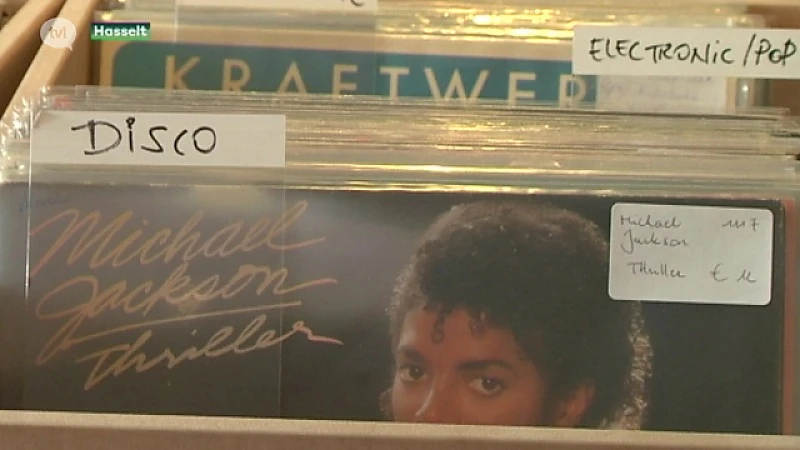 tvl
Hasselt
ELECTRONIC/POP
KRAFTWER
DISCO
Michael
Jackson
Thriller
Michael
Jackson
Thriller €